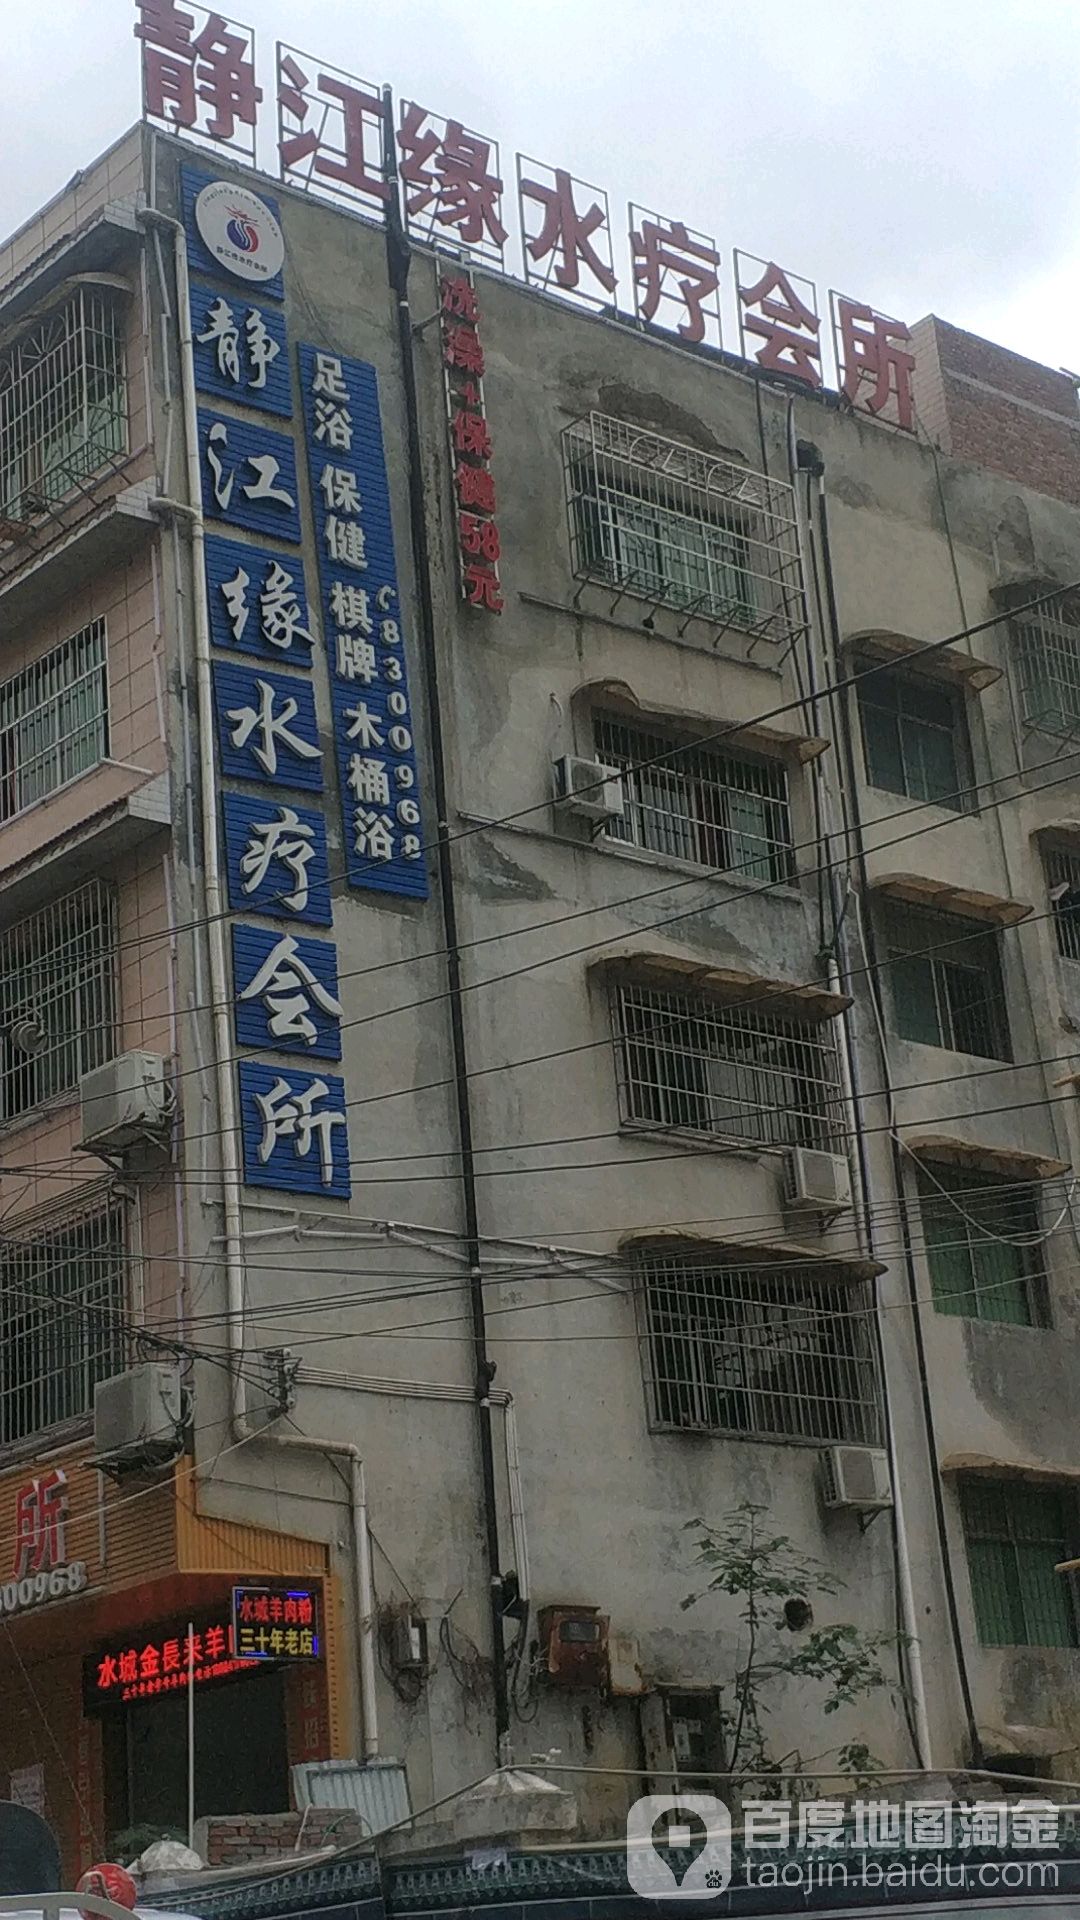 静江缘水疗会所
静江缘水疗会所
足浴 保健 棋牌 木桶浴
8300968
洗澡+保健58元
所
300968
水城羊肉粉
三十年老店
水城金長采羊
百度地图淘金
taojin.baidu.com